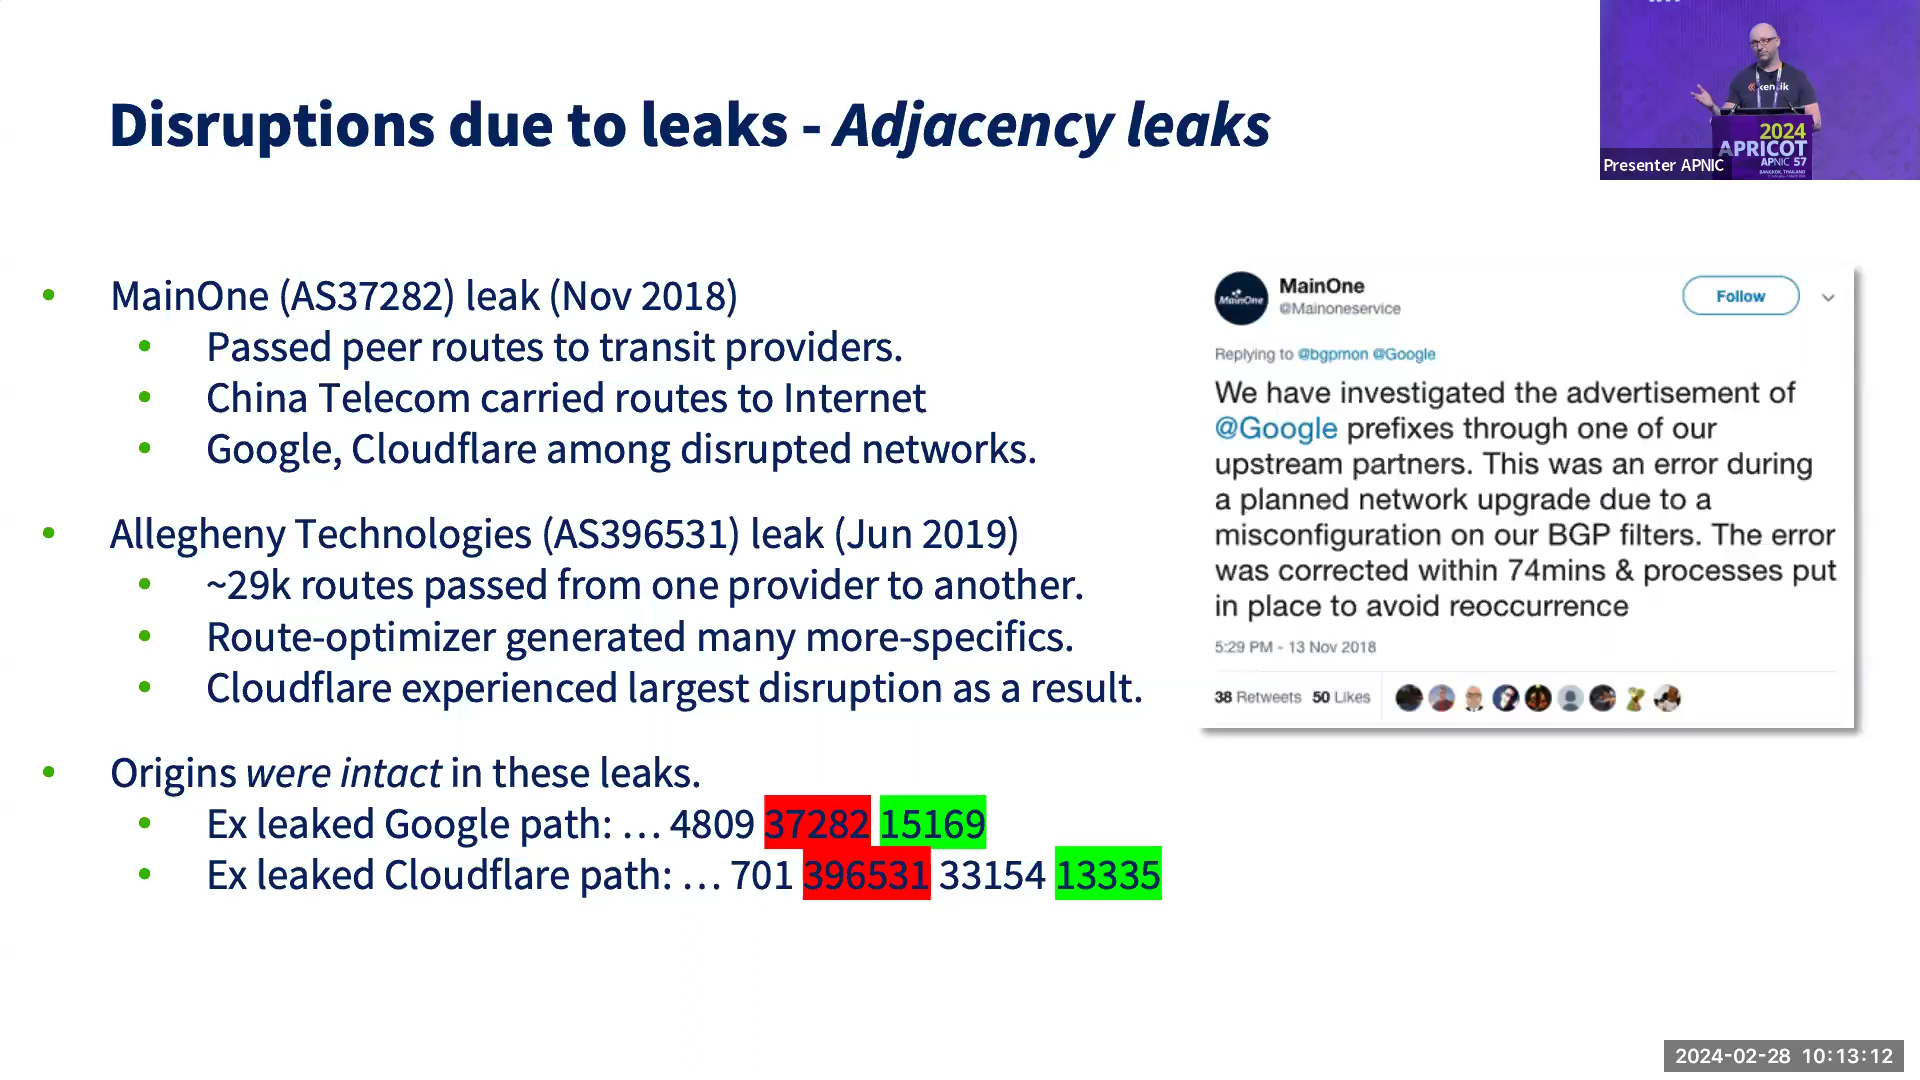 Disruptions due to leaks - Adjacency leaks
kentik
2024
APRICOT
APNIC 57
BANGKOK, THAILAND
Presenter APNIC
• MainOne (AS37282) leak (Nov 2018)
• Passed peer routes to transit providers.
• China Telecom carried routes to Internet
• Google, Cloudflare among disrupted networks.
• Allegheny Technologies (AS396531) leak (Jun 2019)
• ~29k routes passed from one provider to another.
• Route-optimizer generated many more-specifics.
• Cloudflare experienced largest disruption as a result.
• Origins were intact in these leaks.
• Ex leaked Google path: … 4809 37282 15169
• Ex leaked Cloudflare path: … 701 396531 33154 13335
MainOne
MainOne
@Mainoneservice
Follow
Replying to @bgpmon @Google
We have investigated the advertisement of
@Google prefixes through one of our
upstream partners. This was an error during
a planned network upgrade due to a
misconfiguration on our BGP filters. The error
was corrected within 74mins & processes put
in place to avoid reoccurrence
5:29 PM - 13 Nov 2018
38 Retweets 50 Likes
2024-02-28 10:13:12